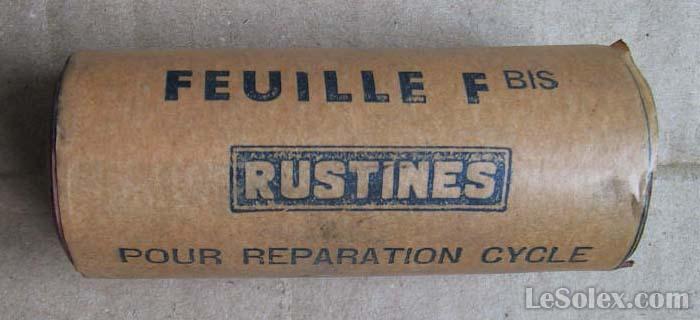 FEUILLE F BIS
RUSTINES
POUR REPARATION CYCLE
LeSolex.com